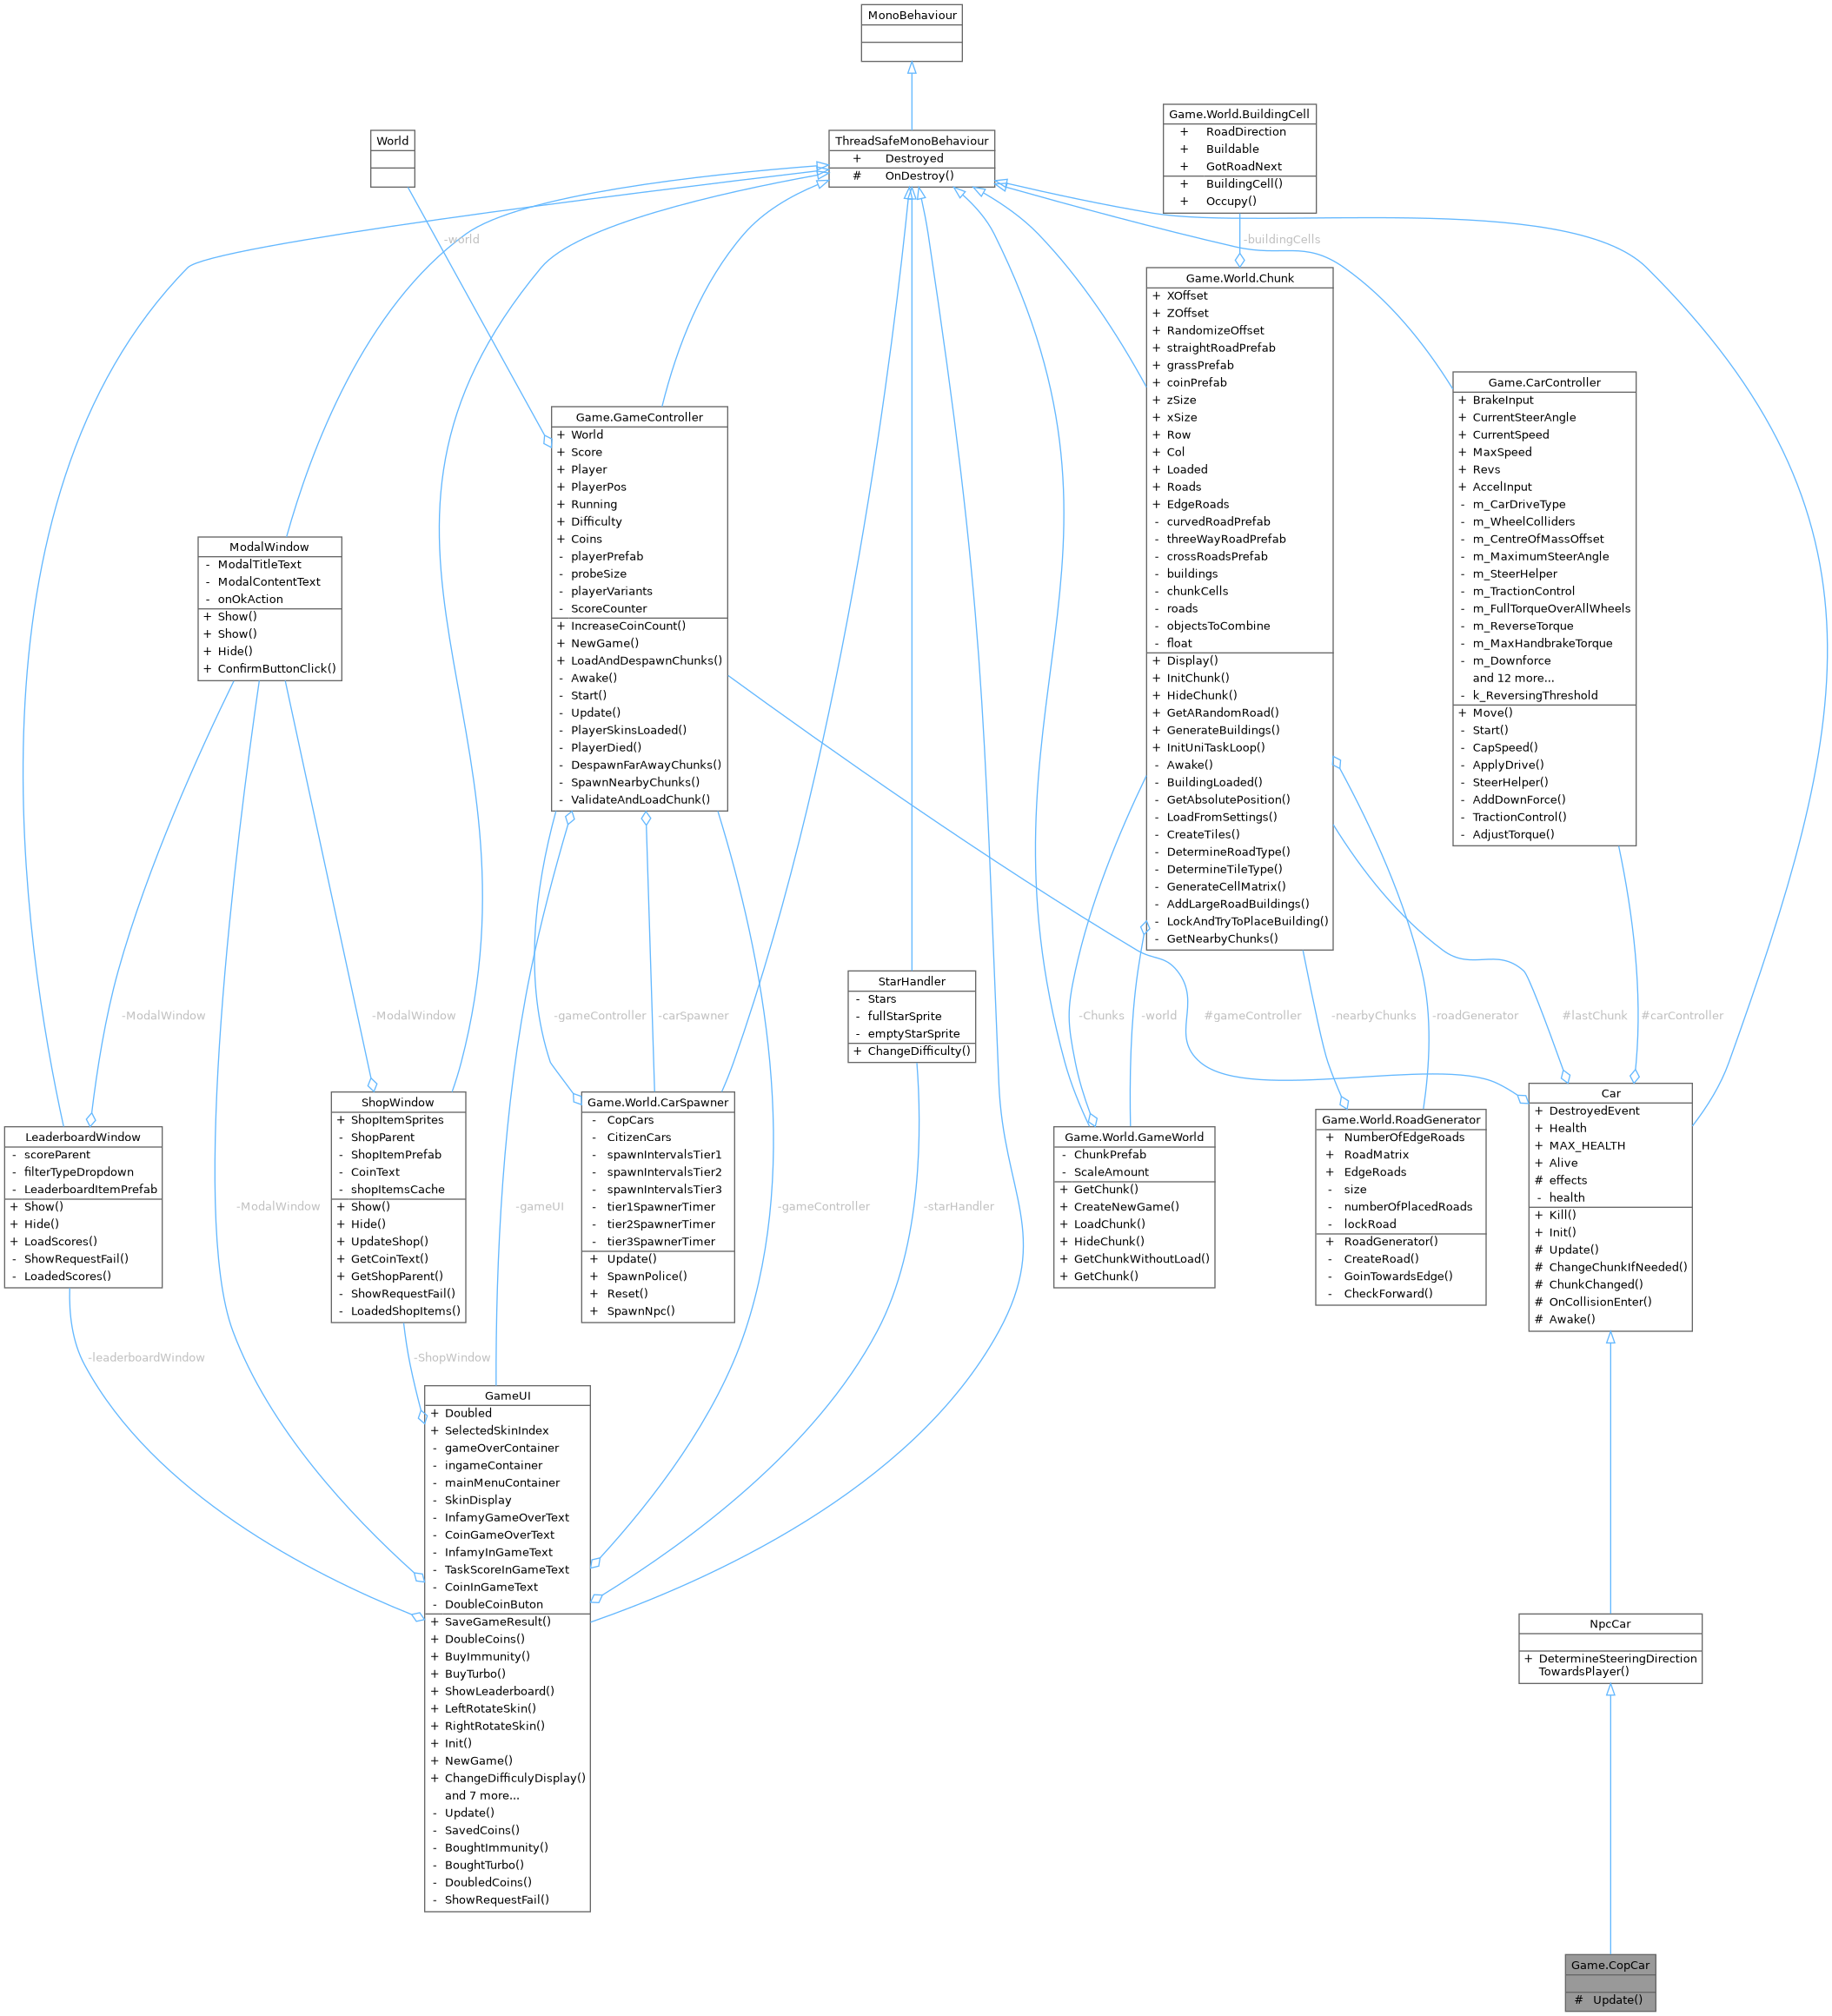 MonoBehaviour
World
ThreadSafeMonoBehaviour
+ Destroyed
# OnDestroy()
Game.World.BuildingCell
+ RoadDirection
+ Buildable
+ GotRoadNext
+ BuildingCell()
+ Occupy()
-world
-buildingCells
Game.World.Chunk
+ XOffset
+ ZOffset
+ RandomizeOffset
+ straightRoadPrefab
+ grassPrefab
+ coinPrefab
+ zSize
+ xSize
+ Row
+ Col
+ Loaded
+ Roads
+ EdgeRoads
- curvedRoadPrefab
- threeWayRoadPrefab
- crossRoadsPrefab
- buildings
- chunkCells
- roads
- objectsToCombine
- float
+ Display()
+ InitChunk()
+ HideChunk()
+ GetARandomRoad()
+ GenerateBuildings()
+ InitUniTaskLoop()
- Awake()
- BuildingLoaded()
- GetAbsolutePosition()
- LoadFromSettings()
- CreateTiles()
- DetermineRoadType()
- DetermineTileType()
- GenerateCellMatrix()
- AddLargeRoadBuildings()
- LockAndTryToPlaceBuilding()
- GetNearbyChunks()
Game.CarController
+ BrakeInput
+ CurrentSteerAngle
+ CurrentSpeed
+ MaxSpeed
+ Revs
+ AccelInput
- m_CarDriveType
- m_WheelColliders
- m_CentreOfMassOffset
- m_MaximumSteerAngle
- m_SteerHelper
- m_TractionControl
- m_FullTorqueOverAllWheels
- m_ReverseTorque
- m_MaxHandbrakeTorque
- m_Downforce
and 12 more...
- k_ReversingThreshold
+ Move()
- Start()
- CapSpeed()
- ApplyDrive()
- SteerHelper()
- AddDownForce()
- TractionControl()
- AdjustTorque()
Game.GameController
+ World
+ Score
+ Player
+ PlayerPos
+ Running
+ Difficulty
+ Coins
- playerPrefab
- probeSize
- playerVariants
- ScoreCounter
+ IncreaseCoinCount()
+ NewGame()
+ LoadAndDespawnChunks()
- Awake()
- Start()
- Update()
- PlayerSkinsLoaded()
- PlayerDied()
- DespawnFarAwayChunks()
- SpawnNearbyChunks()
- ValidateAndLoadChunk()
ModalWindow
- ModalTitleText
- ModalContentText
- onOkAction
+ Show()
+ Show()
+ Hide()
+ ConfirmButtonClick()
StarHandler
- Stars
- fullStarSprite
- emptyStarSprite
+ ChangeDifficulty()
-ModalWindow
-ModalWindow
-gameController
-carSpawner
-Chunks
-world
#gameController
-nearbyChunks
-roadGenerator
#lastChunk
#carController
LeaderboardWindow
- scoreParent
- filterTypeDropdown
- LeaderboardItemPrefab
+ Show()
+ Hide()
+ LoadScores()
- ShowRequestFail()
- LoadedScores()
ShopWindow
+ ShopItemSprites
- ShopParent
- ShopItemPrefab
- CoinText
- shopItemsCache
+ Show()
+ Hide()
+ UpdateShop()
+ GetCoinText()
+ GetShopParent()
- ShowRequestFail()
- LoadedShopItems()
Game.World.CarSpawner
- CopCars
- CitizenCars
- spawnIntervalsTier1
- spawnIntervalsTier2
- spawnIntervalsTier3
- tier1SpawnerTimer
- tier2SpawnerTimer
- tier3SpawnerTimer
+ Update()
+ SpawnPolice()
+ Reset()
+ SpawnNpc()
Game.World.GameWorld
- ChunkPrefab
- ScaleAmount
+ GetChunk()
+ CreateNewGame()
+ LoadChunk()
+ HideChunk()
+ GetChunkWithoutLoad()
+ GetChunk()
Game.World.RoadGenerator
+ NumberOfEdgeRoads
+ RoadMatrix
+ EdgeRoads
- size
- numberOfPlacedRoads
- lockRoad
+ RoadGenerator()
- CreateRoad()
- GoinTowardsEdge()
- CheckForward()
Car
+ DestroyedEvent
+ Health
+ MAX_HEALTH
+ Alive
# effects
- health
+ Kill()
+ Init()
# Update()
# ChangeChunkIfNeeded()
# ChunkChanged()
# OnCollisionEnter()
# Awake()
-ModalWindow
-gameUI
-gameController
-starHandler
-leaderboardWindow
-ShopWindow
GameUI
+ Doubled
+ SelectedSkinIndex
- gameOverContainer
- ingameContainer
- mainMenuContainer
- SkinDisplay
- InfamyGameOverText
- CoinGameOverText
- InfamyInGameText
- TaskScoreInGameText
- CoinInGameText
- DoubleCoinButon
+ SaveGameResult()
+ DoubleCoins()
+ BuyImmunity()
+ BuyTurbo()
+ ShowLeaderboard()
+ LeftRotateSkin()
+ RightRotateSkin()
+ Init()
+ NewGame()
+ ChangeDifficulyDisplay()
and 7 more...
- Update()
- SavedCoins()
- BoughtImmunity()
- BoughtTurbo()
- DoubledCoins()
- ShowRequestFail()
NpcCar
+ DetermineSteeringDirection
TowardsPlayer()
Game.CopCar
# Update()